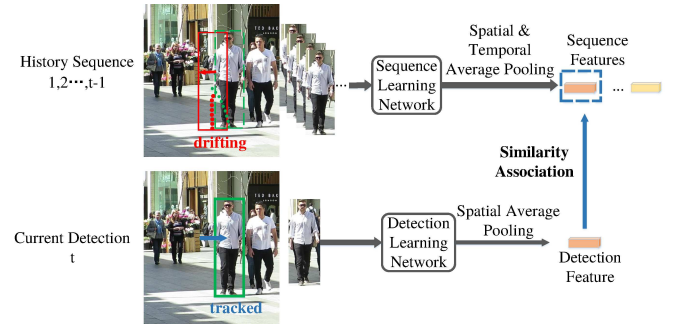 History Sequence
1,2···,t-1
drifting
...
Sequence
Learning
Network
Spatial &
Temporal
Average Pooling
Sequence
Features
...
Similarity
Association
Current Detection
t
tracked
Detection
Learning
Network
Spatial Average
Pooling
Detection
Feature